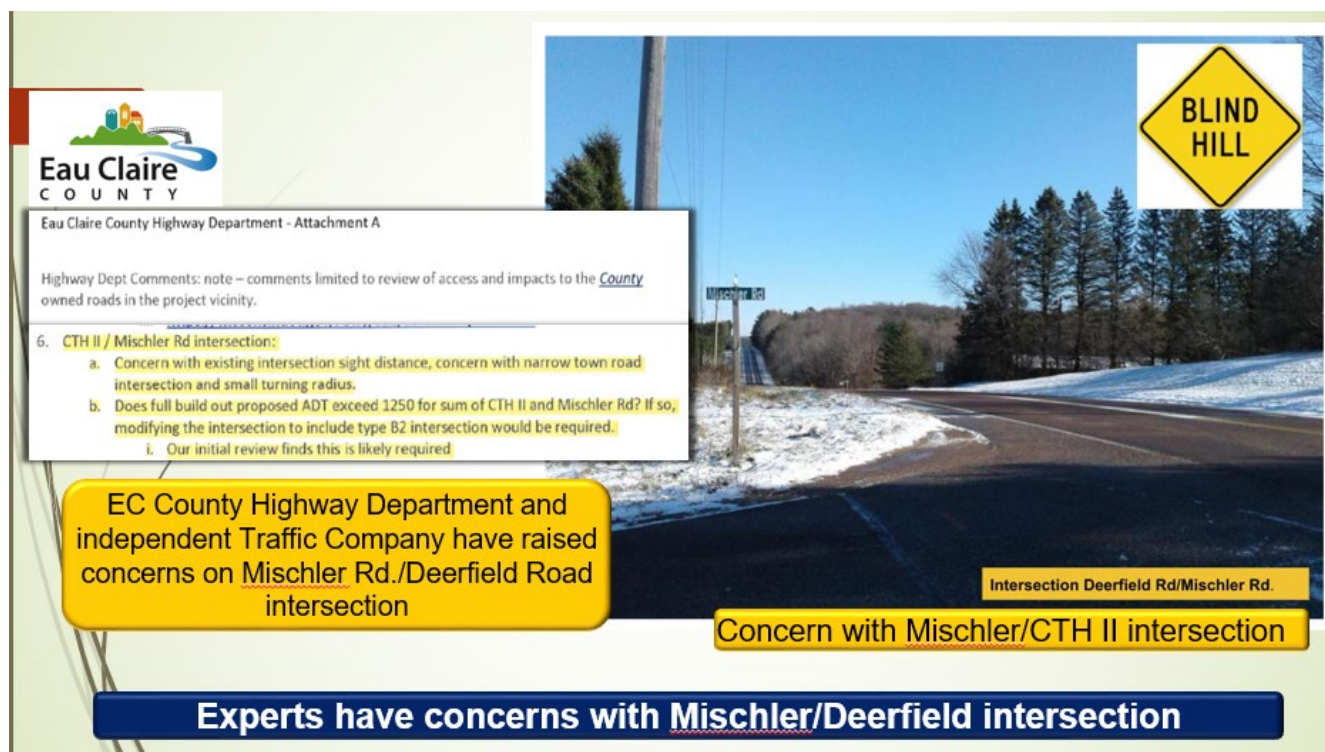 Eau Claire
COUNTY
Eau Claire County Highway Department - Attachment A
Highway Dept Comments: note – comments limited to review of access and impacts to the County
owned roads in the project vicinity.
6. CTH II / Mischler Rd intersection:
a. Concern with existing intersection sight distance, concern with narrow town road
intersection and small turning radius.
b. Does full build out proposed ADT exceed 1250 for sum of CTH II and Mischler Rd? If so,
modifying the intersection to include type B2 intersection would be required.
i. Our initial review finds this is likely required
EC County Highway Department and
independent Traffic Company have raised
concerns on Mischler Rd./Deerfield Road
intersection
BLIND
HILL
Mischler Rd
Intersection Deerfield Rd/Mischler Rd.
Concern with Mischler/CTH II intersection
Experts have concerns with Mischler/Deerfield intersection